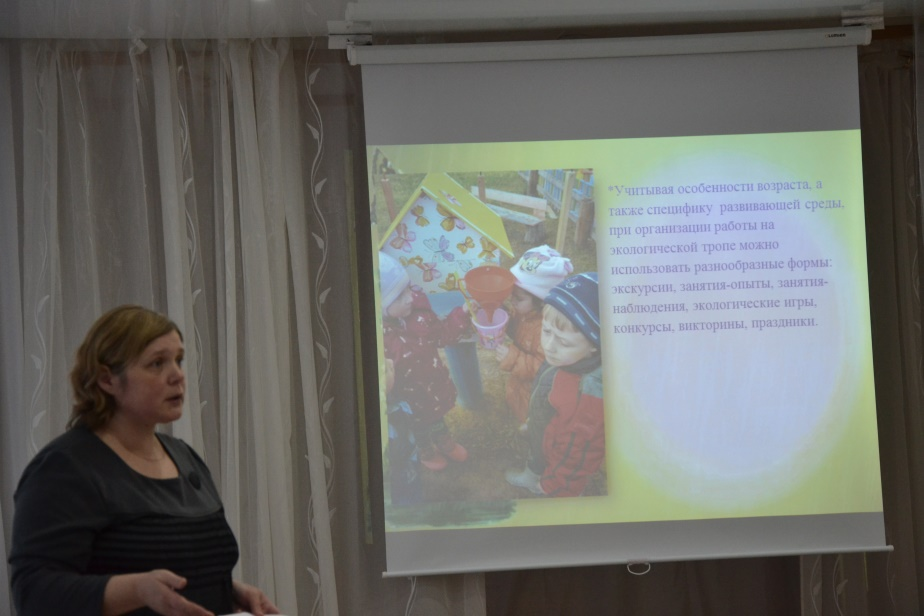 *Учитывая особенности возраста, а
также специфику развивающей среды,
при организации работы на
экологической тропе можно
использовать разнообразные формы:
экскурсии, занятия-опыты, занятия-
наблюдения, экологические игры,
конкурсы, викторины, праздники.